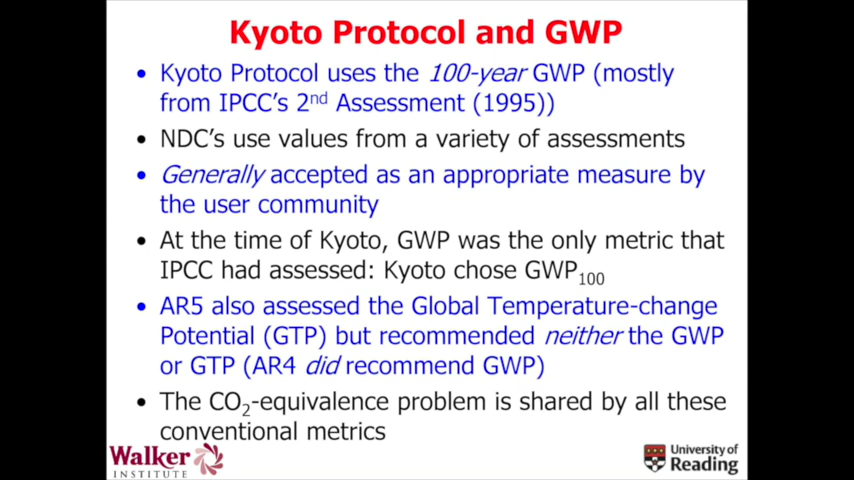 Kyoto Protocol and GWP
• Kyoto Protocol uses the 100-year GWP (mostly
from IPCC's 2nd Assessment (1995))
• NDC's use values from a variety of assessments
• Generally accepted as an appropriate measure by
the user community
• At the time of Kyoto, GWP was the only metric that
IPCC had assessed: Kyoto chose GWP100
• AR5 also assessed the Global Temperature-change
Potential (GTP) but recommended neither the GWP
or GTP (AR4 did recommend GWP)
• The CO2-equivalence problem is shared by all these
conventional metrics
Walker
INSTITUTE
University of
Reading